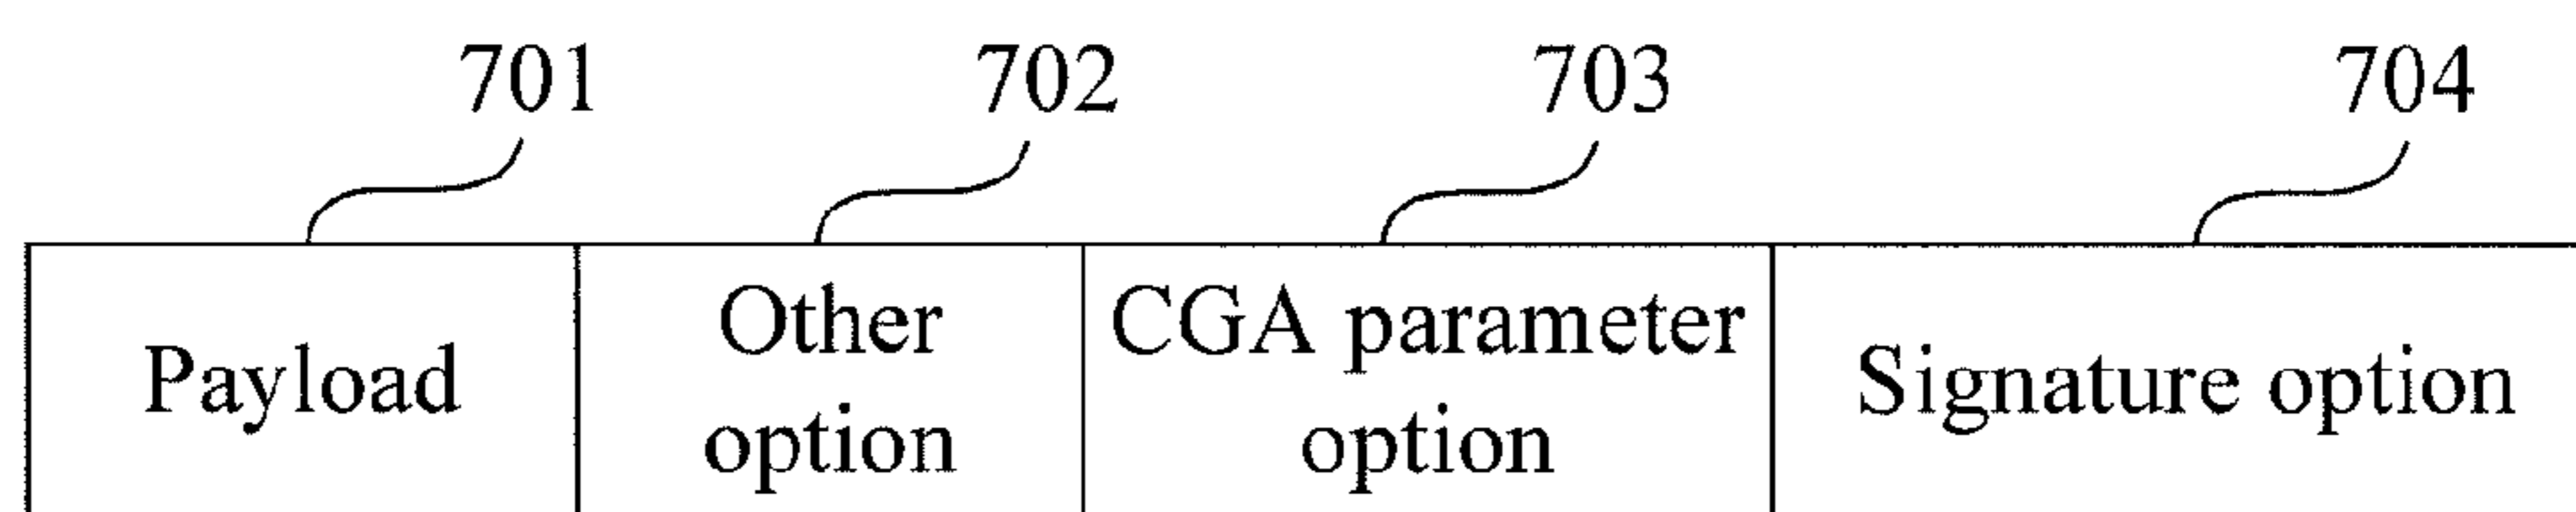 701 702 703 704
Payload
Other
option
CGA parameter
option
Signature option